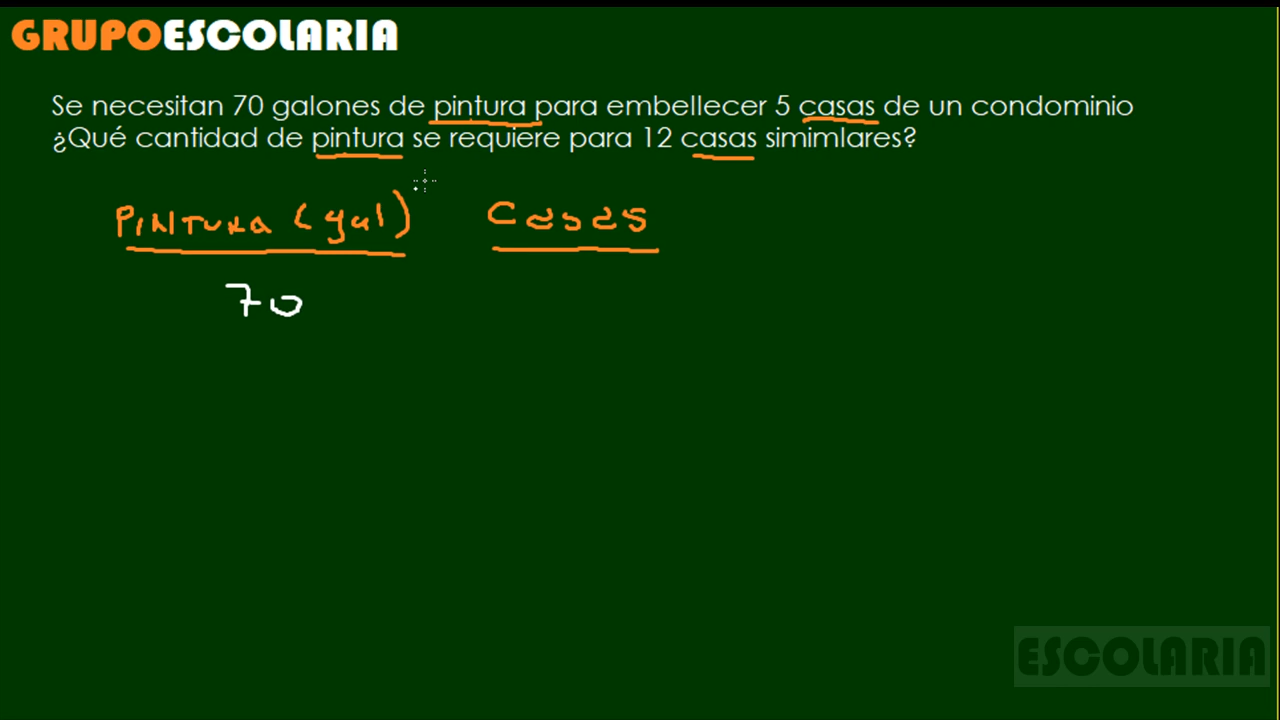 GRUPOESCOLARIA
Se necesitan 70 galones de pintura para embellecer 5 casas de un condominio
¿Qué cantidad de pintura se requiere para 12 casas simimlares?
PINTURA (gal) Casas
70
ESCOLARIA